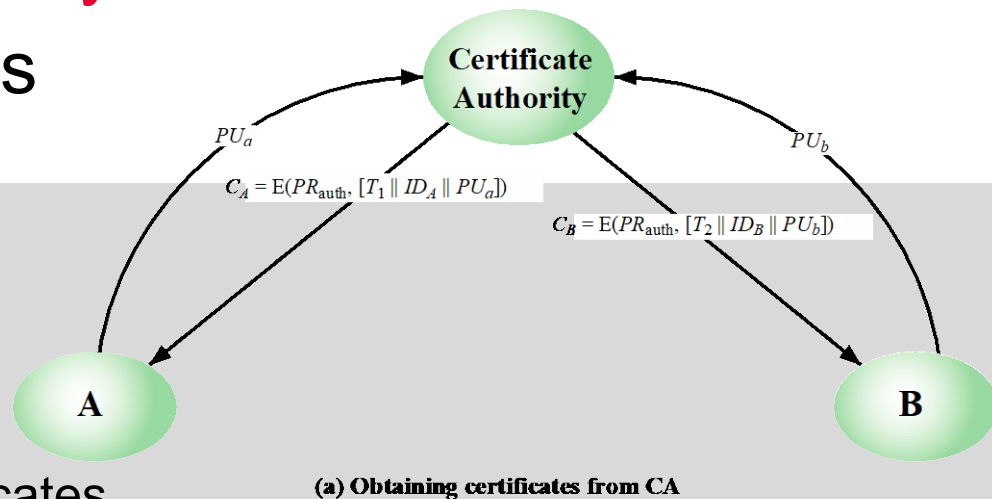 s
Certificate
Authority
PUa
PUb
CA = E(PRauth, [T1 || IDA || PUa])
CB = E(PRauth, [T2 || IDB || PUb])
A
B
cates
(a) Obtaining certificates from CA